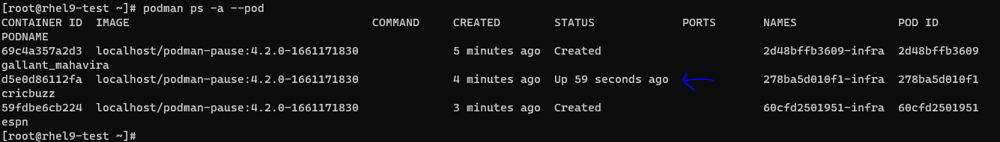 [root@rhel9-test ~]# podman ps -a --pod
CONTAINER ID  IMAGE                                    COMMAND     CREATED        STATUS             PORTS       NAMES               POD ID
PODNAME
69c4a357a2d3  localhost/podman-pause:4.2.0-1661171830              5 minutes ago  Created                        2d48bffb3609-infra  2d48bffb3609
gallant_mahavira
d5e0d86112fa  localhost/podman-pause:4.2.0-1661171830              4 minutes ago  Up 59 seconds ago              278ba5d010f1-infra  278ba5d010f1
cricbuzz
59fdbe6cb224  localhost/podman-pause:4.2.0-1661171830              3 minutes ago  Created                        60cfd2501951-infra  60cfd2501951
espn
[root@rhel9-test ~]#